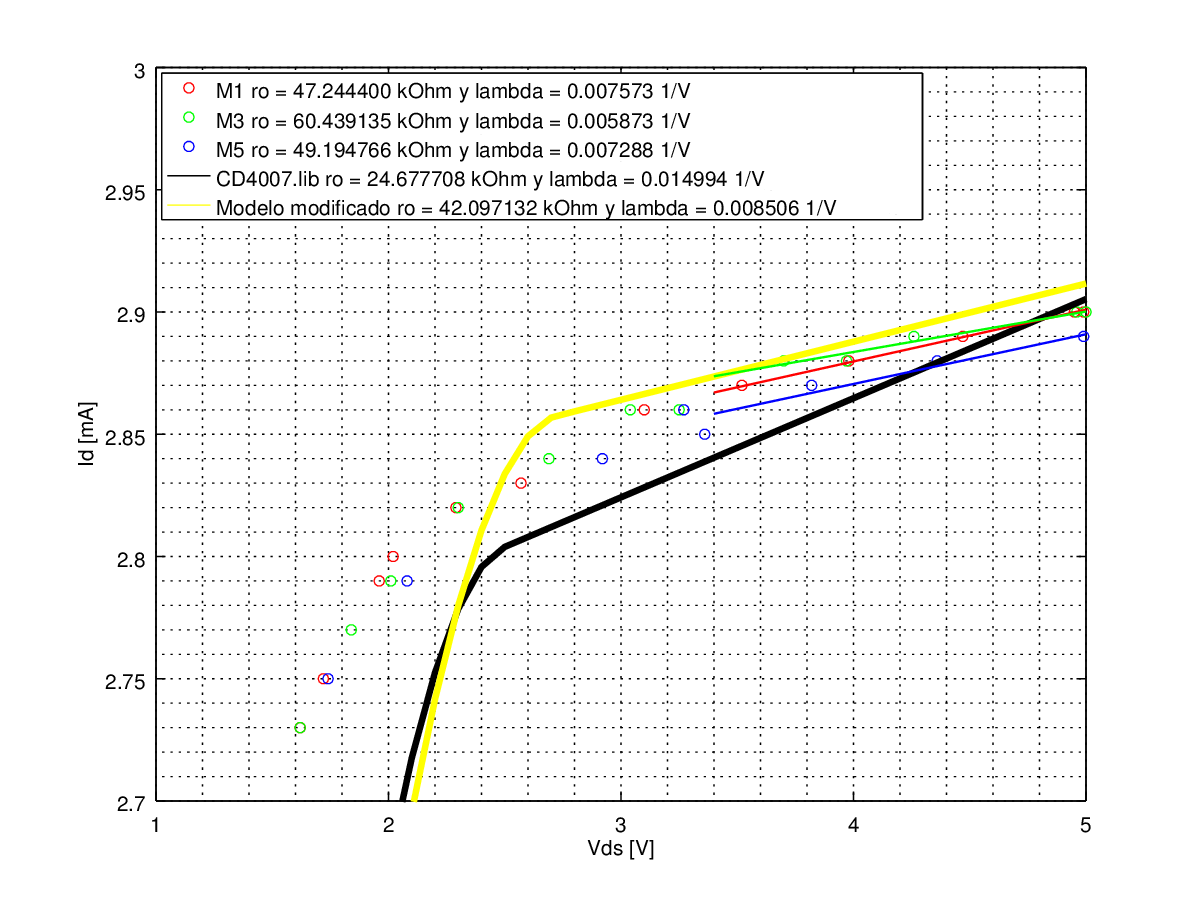 3
M1 ro = 47.244400 kOhm y lambda = 0.007573 1/V
M3 ro = 60.439135 kOhm y lambda = 0.005873 1/V
M5 ro = 49.194766 kOhm y lambda = 0.007288 1/V
CD4007.lib ro = 24.677708 kOhm y lambda = 0.014994 1/V
2.95
Modelo modificado ro = 42.097132 kOhm y lambda = 0.008506 1/V
2.9
2.85
Id [mA]
2.8
2.75
2.7
1 2 3 4 5
Vds [V]